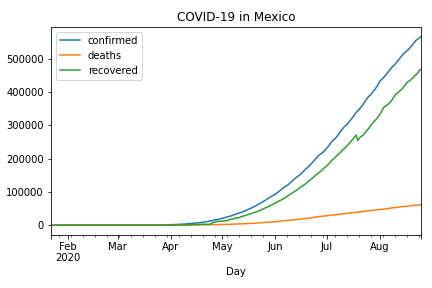 COVID-19 in Mexico
confirmed
deaths
recovered
500000
400000
300000
200000
100000
0
Feb Mar Apr May Jun Jul Aug
2020
Day